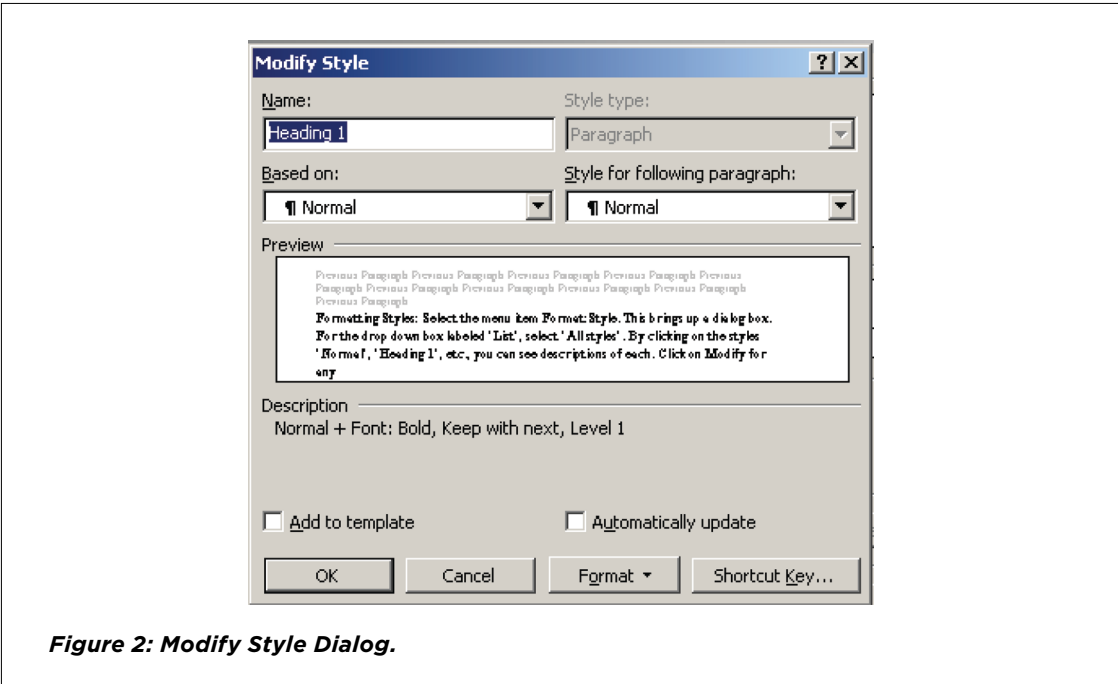 Modify Style
Name:
Style type:
Heading 1
Paragraph
Based on:
Style for following paragraph:
¶ Normal
¶ Normal
Preview
Previous Paragraph Previous Paragraph Previous Paragraph Previous Paragraph Previous
Paragraph Previous Paragraph Previous Paragraph Previous Paragraph Previous Paragraph
Previous Paragraph
Formatting Styles: Select the menu item Format:Style. This brings up a dialog box.
For the drop down box labeled 'List', select 'All styles'. By clicking on the styles
'Normal', 'Heading 1', etc., you can see descriptions of each. Click on Modify for
any
Description
Normal + Font: Bold, Keep with next, Level 1
Add to template
Automatically update
OK
Cancel
Format
Shortcut Key...
Figure 2: Modify Style Dialog.